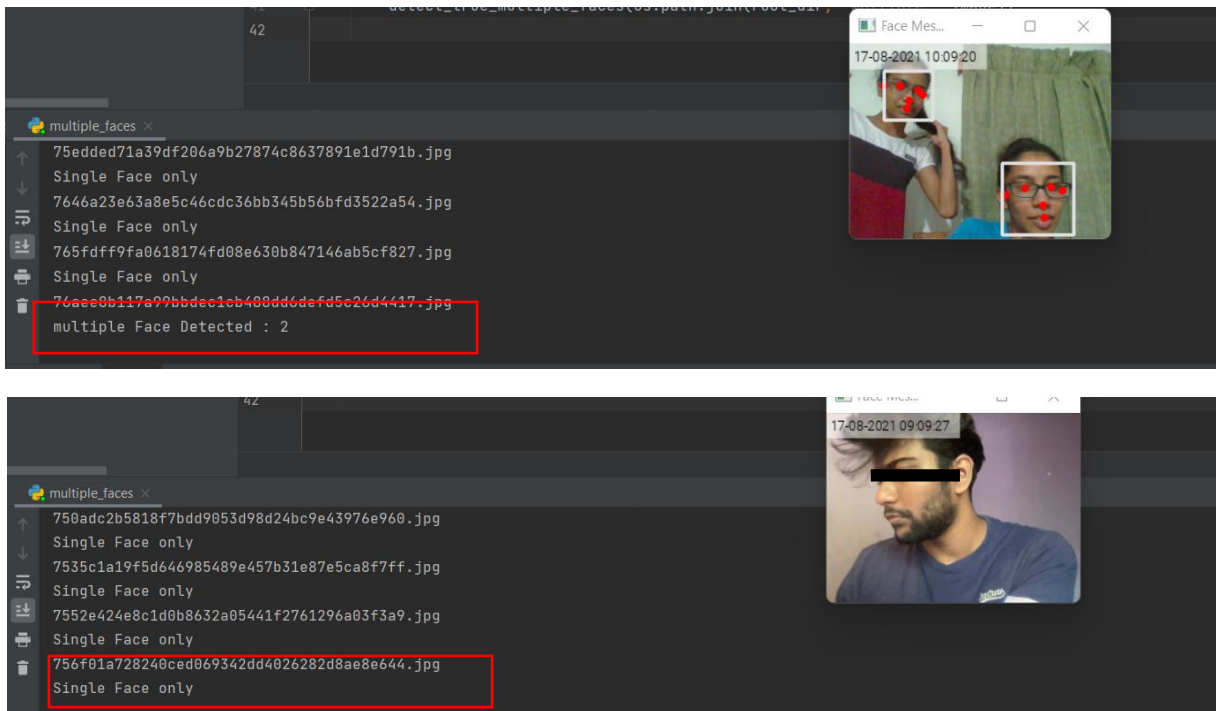 42
Face Mes...
17-08-2021 10:09:20
multiple_faces
75edded71a39df206a9b27874c8637891e1d791b.jpg
Single Face only
7646a23e63a8e5c46cdc36bb345b56bfd3522a54.jpg
Single Face only
765fdff9fa0618174fd08e630b847146ab5cf827.jpg
Single Face only
multiple Face Detected : 2
42
Face Mes...
17-08-2021 09:09:27
multiple_faces
750adc2b5818f7bdd9053d98d24bc9e43976e960.jpg
Single Face only
7535c1a19f5d646985489e457b31e87e5ca8f7ff.jpg
Single Face only
7552e424e8c1d0b8632a05441f2761296a03f3a9.jpg
Single Face only
756f01a728240ced069342dd4026282d8ae8e644.jpg
Single Face only